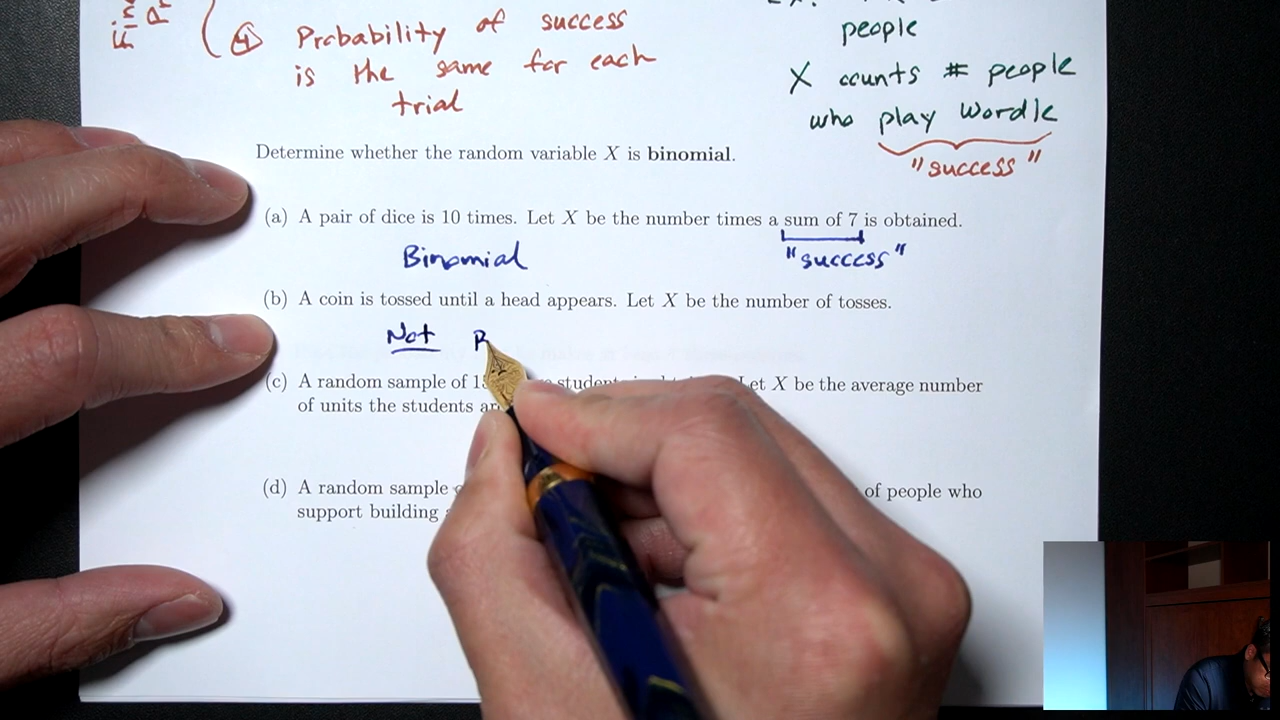 ④ Probability of success
is the same for each
trial
people
X counts # people
who play Wordle
"success"
Determine whether the random variable X is binomial.
(a) A pair of dice is 10 times. Let X be the number times a sum of 7 is obtained.
Binomial
"success"
(b) A coin is tossed until a head appears. Let X be the number of tosses.
Not B
(c) A random sample of students Let X be the average number
of units the students
(d) A random sample of people who
support building